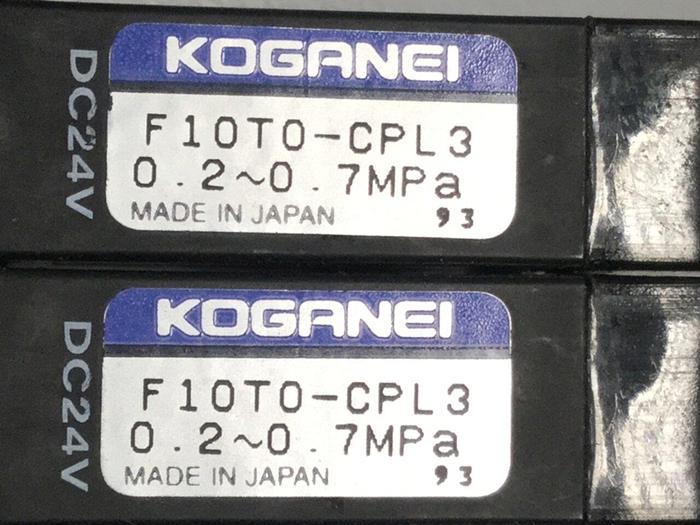 DC24V
KOGANEI
F10T0-CPL3
0.2~0.7MPa
MADE IN JAPAN 93
DC24V
KOGANEI
F10T0-CPL3
0.2~0.7MPa
MADE IN JAPAN 93